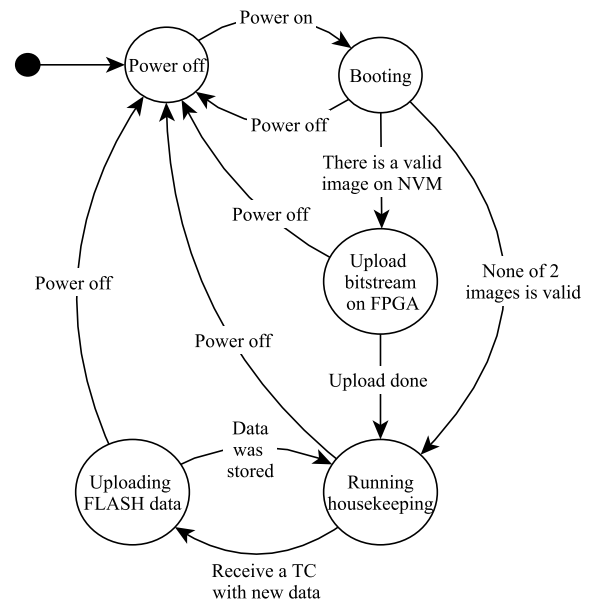 Power on
Power off
Booting
Power off
There is a valid
image on NVM
Power off
Upload
bitstream
on FPGA
None of 2
images is valid
Power off
Power off
Upload done
Data
was
stored
Uploading
FLASH data
Running
housekeeping
Receive a TC
with new data